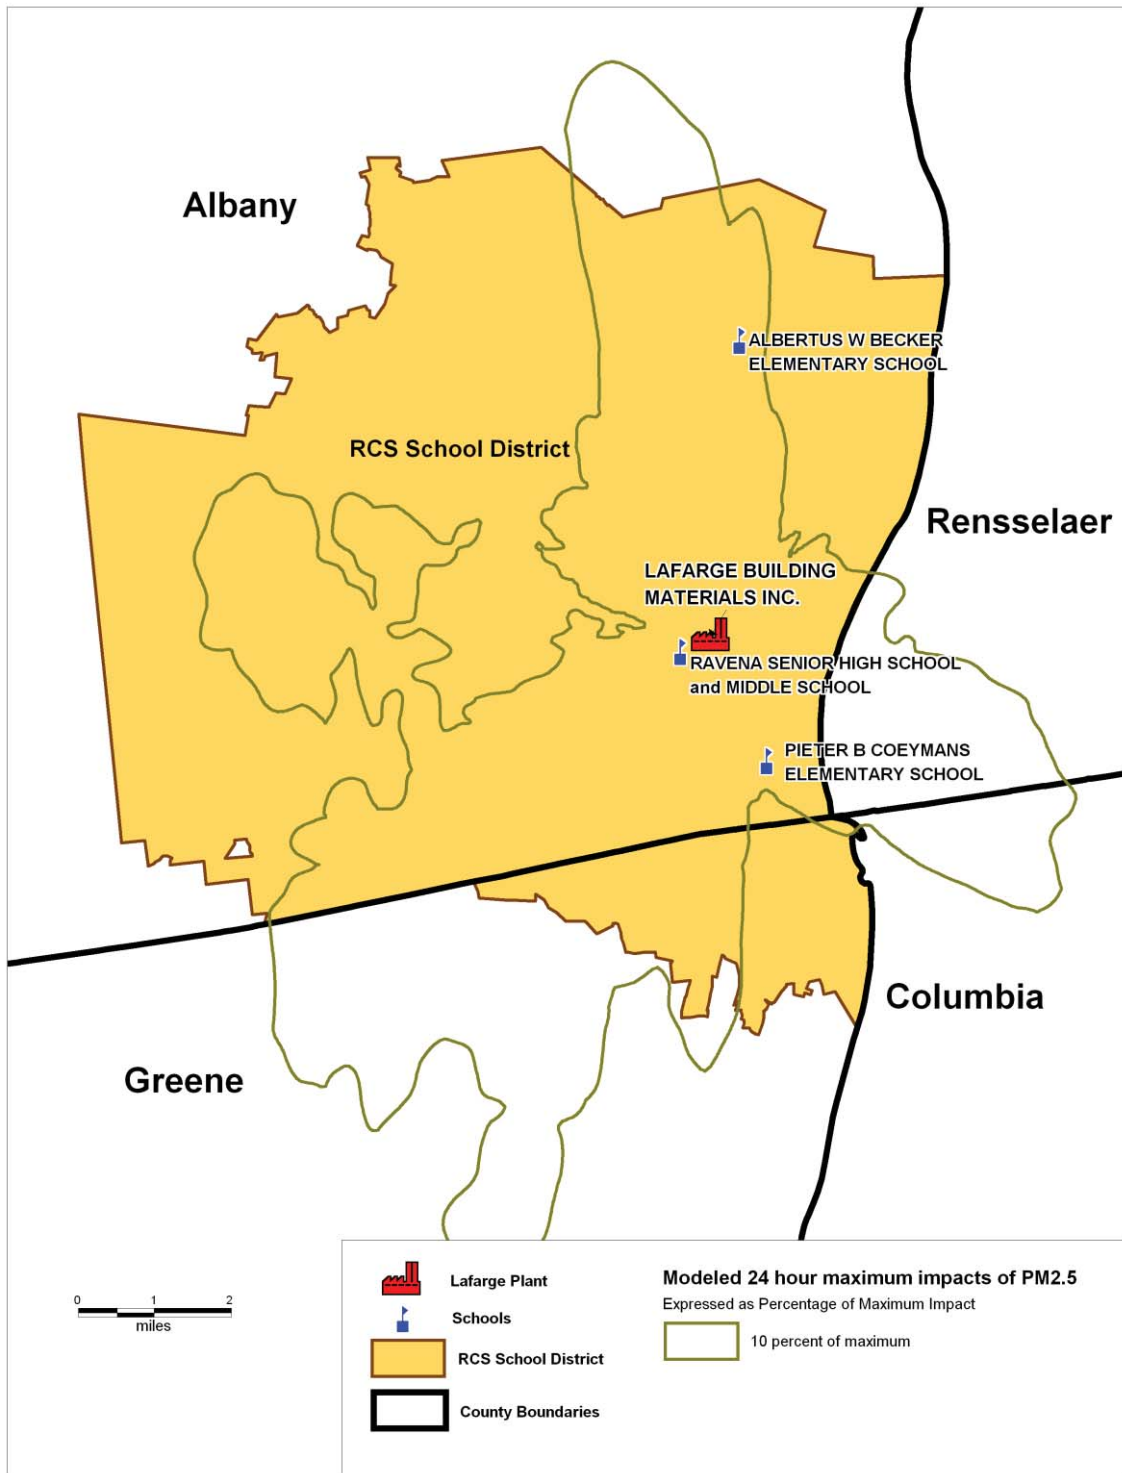 Albany
ALBERTUS W BECKER
ELEMENTARY SCHOOL
RCS School District
Rensselaer
LAFARGE BUILDING
MATERIALS INC.
RAVENA SENIOR HIGH SCHOOL
and MIDDLE SCHOOL
PIETER B COEYMANS
ELEMENTARY SCHOOL
Columbia
Greene
0 1 2
miles
Lafarge Plant
Schools
RCS School District
County Boundaries
Modeled 24 hour maximum impacts of PM2.5
Expressed as Percentage of Maximum Impact
10 percent of maximum